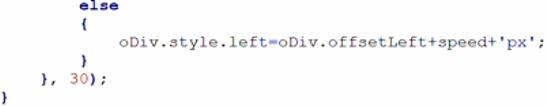 else
{
oDiv.style.left=oDiv.offsetLeft+speed+'px';
}
}, 30);
}